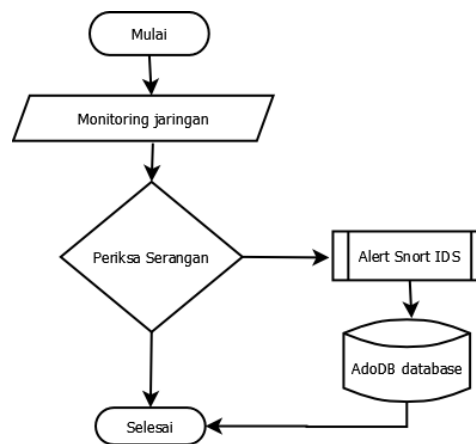 Mulai
Monitoring jaringan
Periksa Serangan
Alert Snort IDS
AdoDB database
Selesai